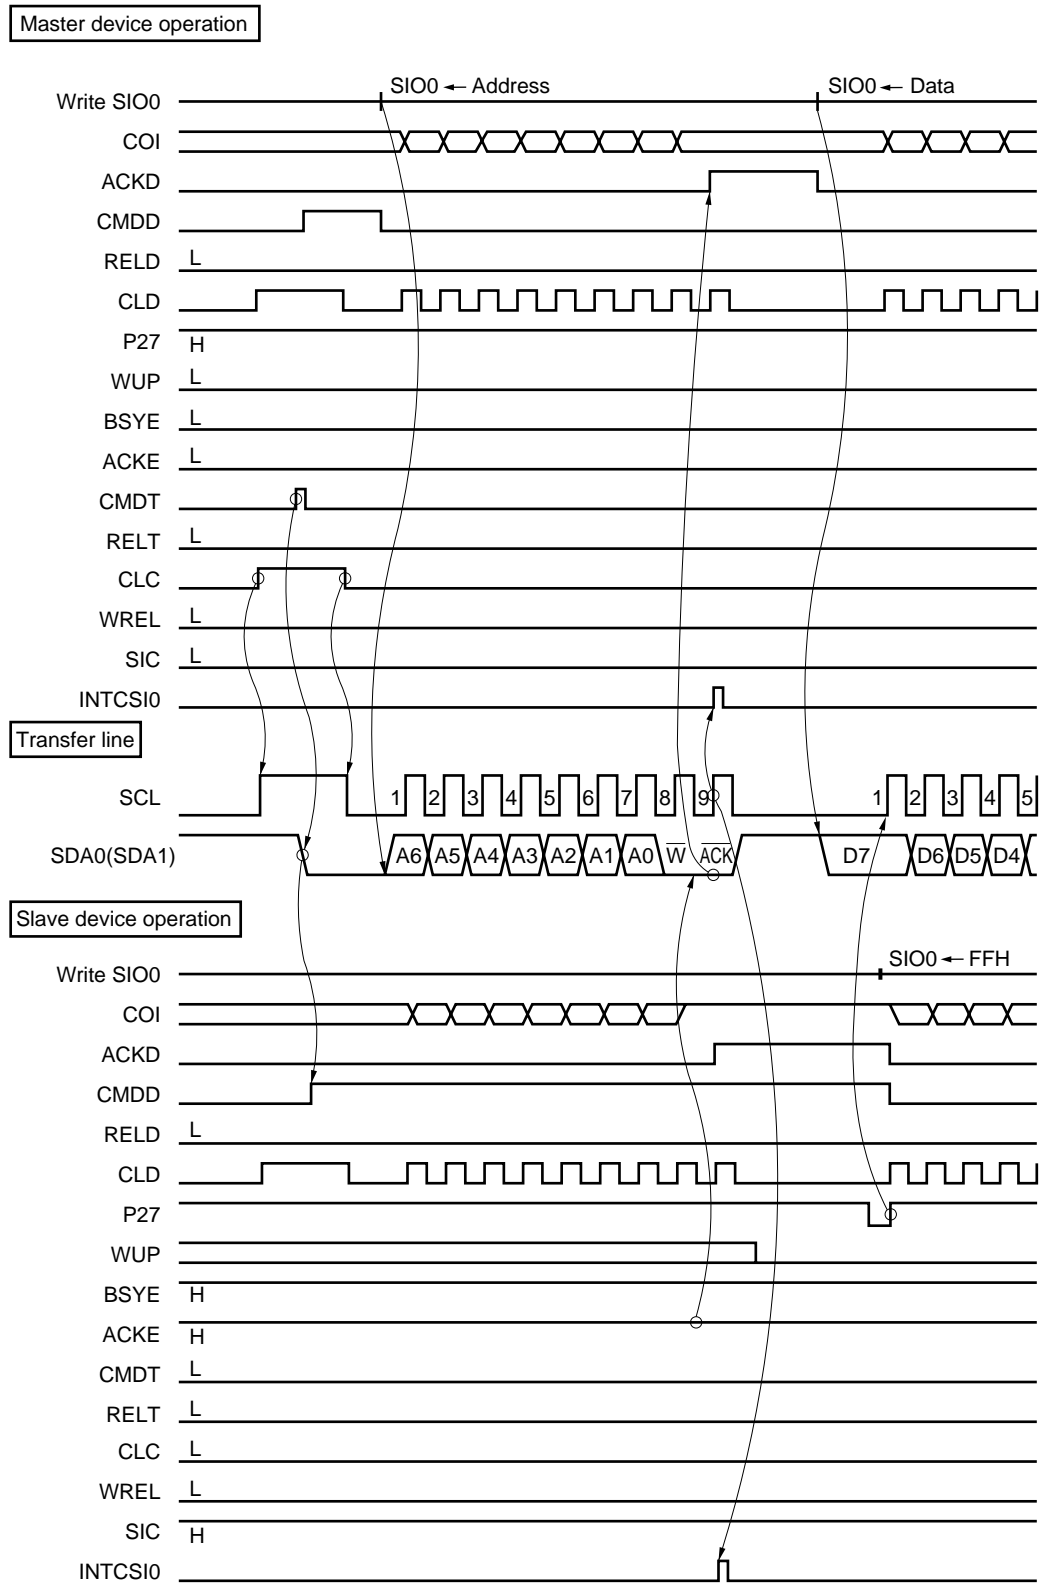 Master device operation
Write SIO0 SIO0 ← Address SIO0 ← Data
COI
ACKD
CMDD
RELD L
CLD
P27 H
WUP L
BSYE L
ACKE L
CMDT
RELT L
CLC
WREL L
SIC L
INTCSI0
Transfer line
SCL 1 2 3 4 5 6 7 8 9 1 2 3 4 5
SDA0(SDA1) A6 A5 A4 A3 A2 A1 A0 W̅ A̅C̅K̅ D7 D6 D5 D4
Slave device operation
Write SIO0 SIO0 ← FFH
COI
ACKD
CMDD
RELD L
CLD
P27
WUP
BSYE H
ACKE H
CMDT L
RELT L
CLC L
WREL L
SIC H
INTCSI0